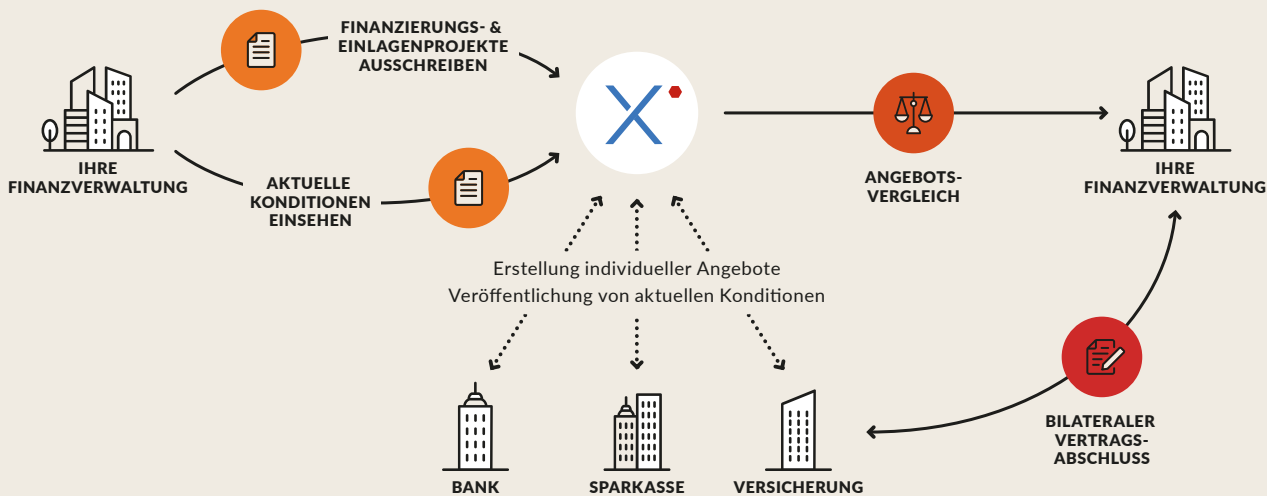 FINANZIERUNGS- &
EINLAGENPROJEKTE
AUSSCHREIBEN
IHRE
FINANZVERWALTUNG
AKTUELLE
KONDITIONEN
EINSEHEN
X
ANGEBOTS-
VERGLEICH
IHRE
FINANZVERWALTUNG
Erstellung individueller Angebote
Veröffentlichung von aktuellen Konditionen
BILATERALER
VERTRAGS-
ABSCHLUSS
BANK
SPARKASSE
VERSICHERUNG